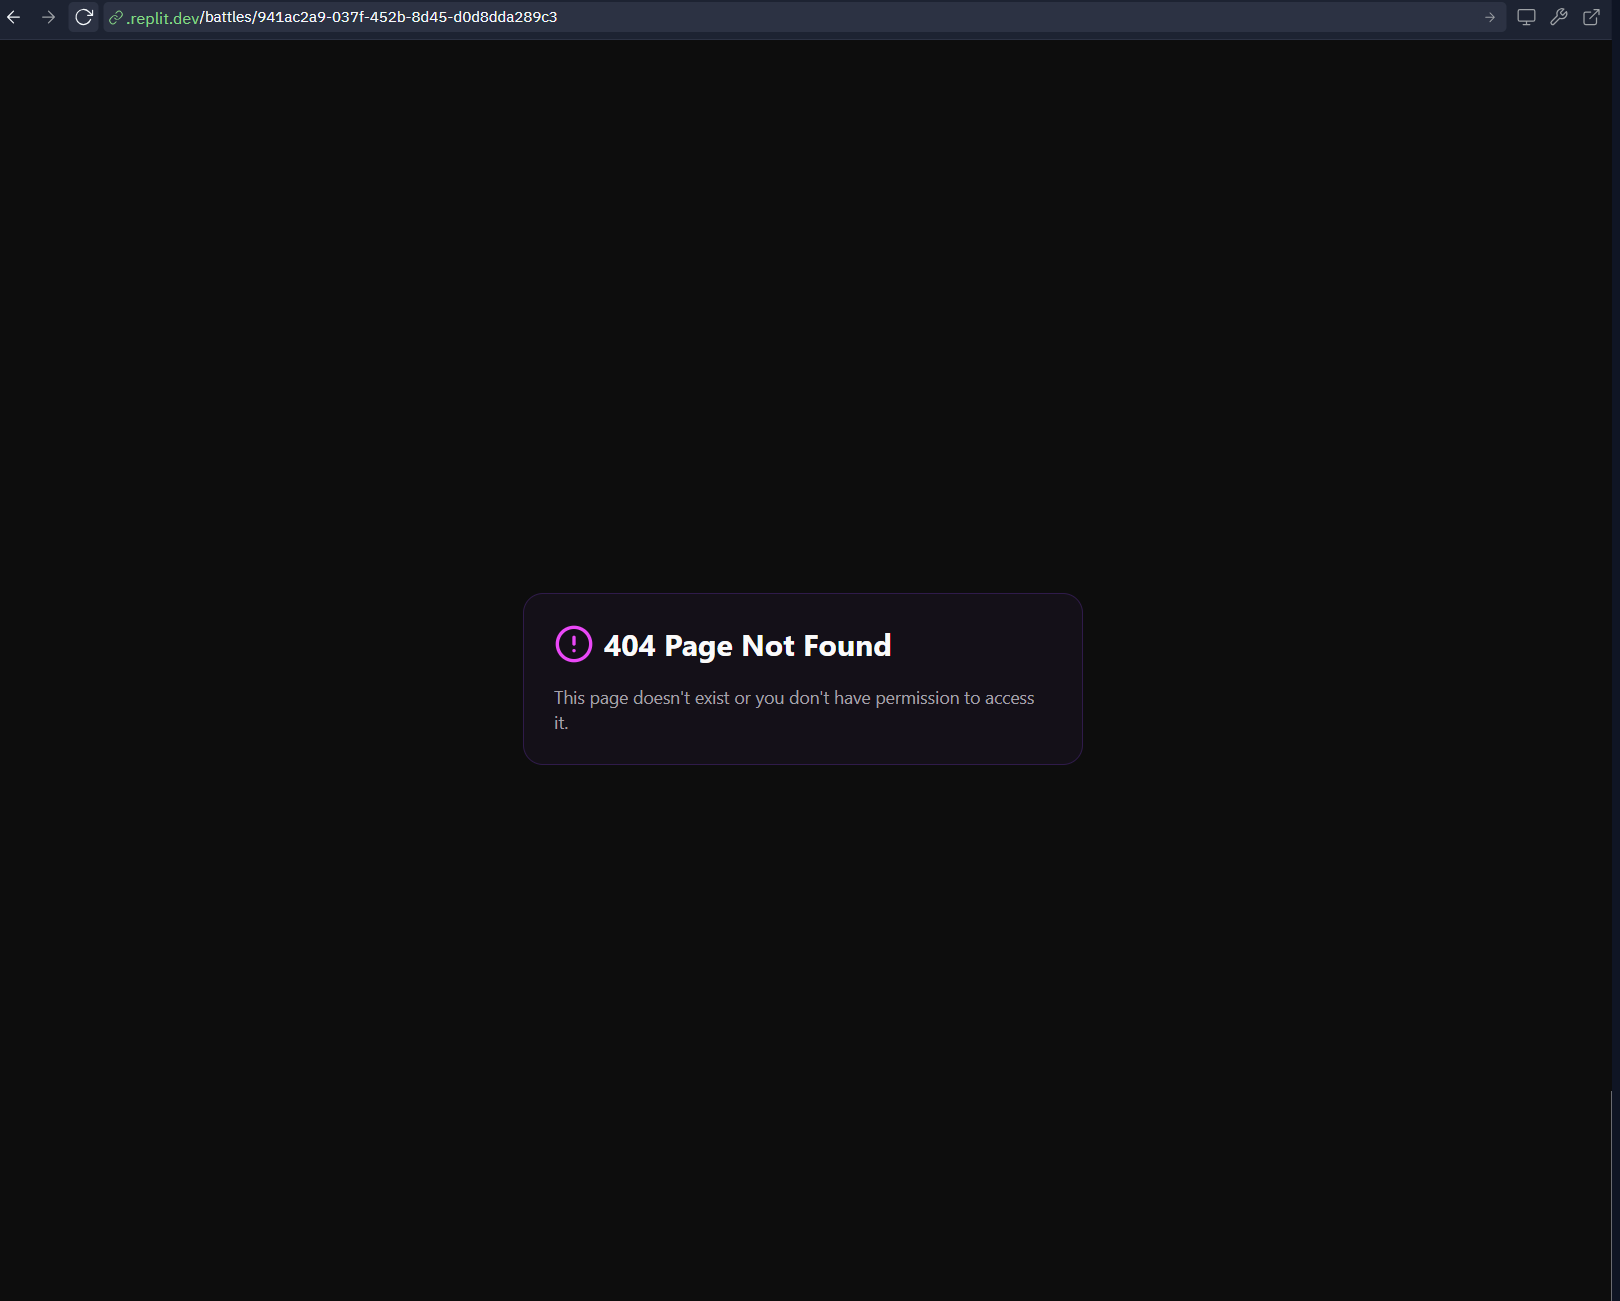 .replit.dev/battles/941ac2a9-037f-452b-8d45-d0d8dda289c3
404 Page Not Found
This page doesn't exist or you don't have permission to access
it.